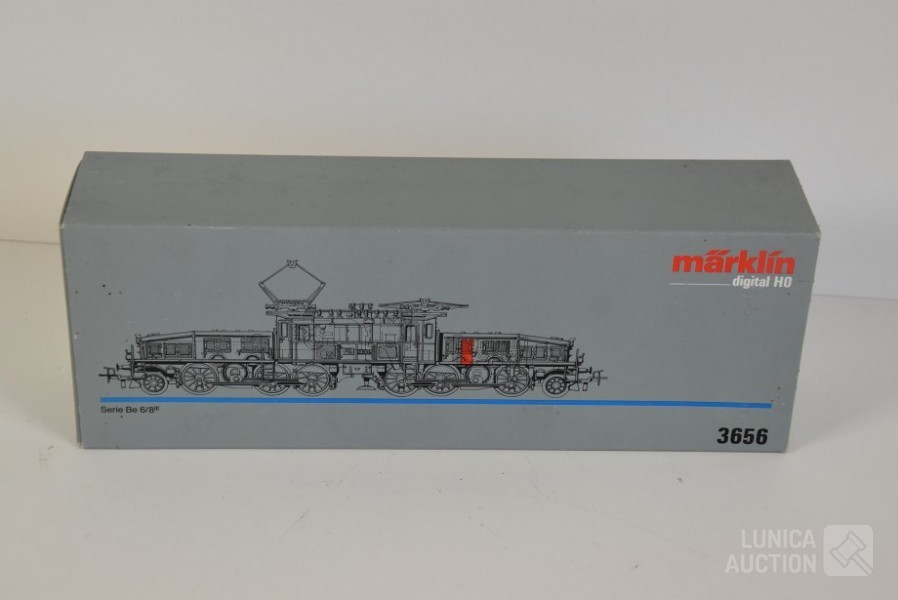 märklin
digital H0
Serie Be 6/8ᴵᴵᴵ
3656
LUNICA
AUCTION